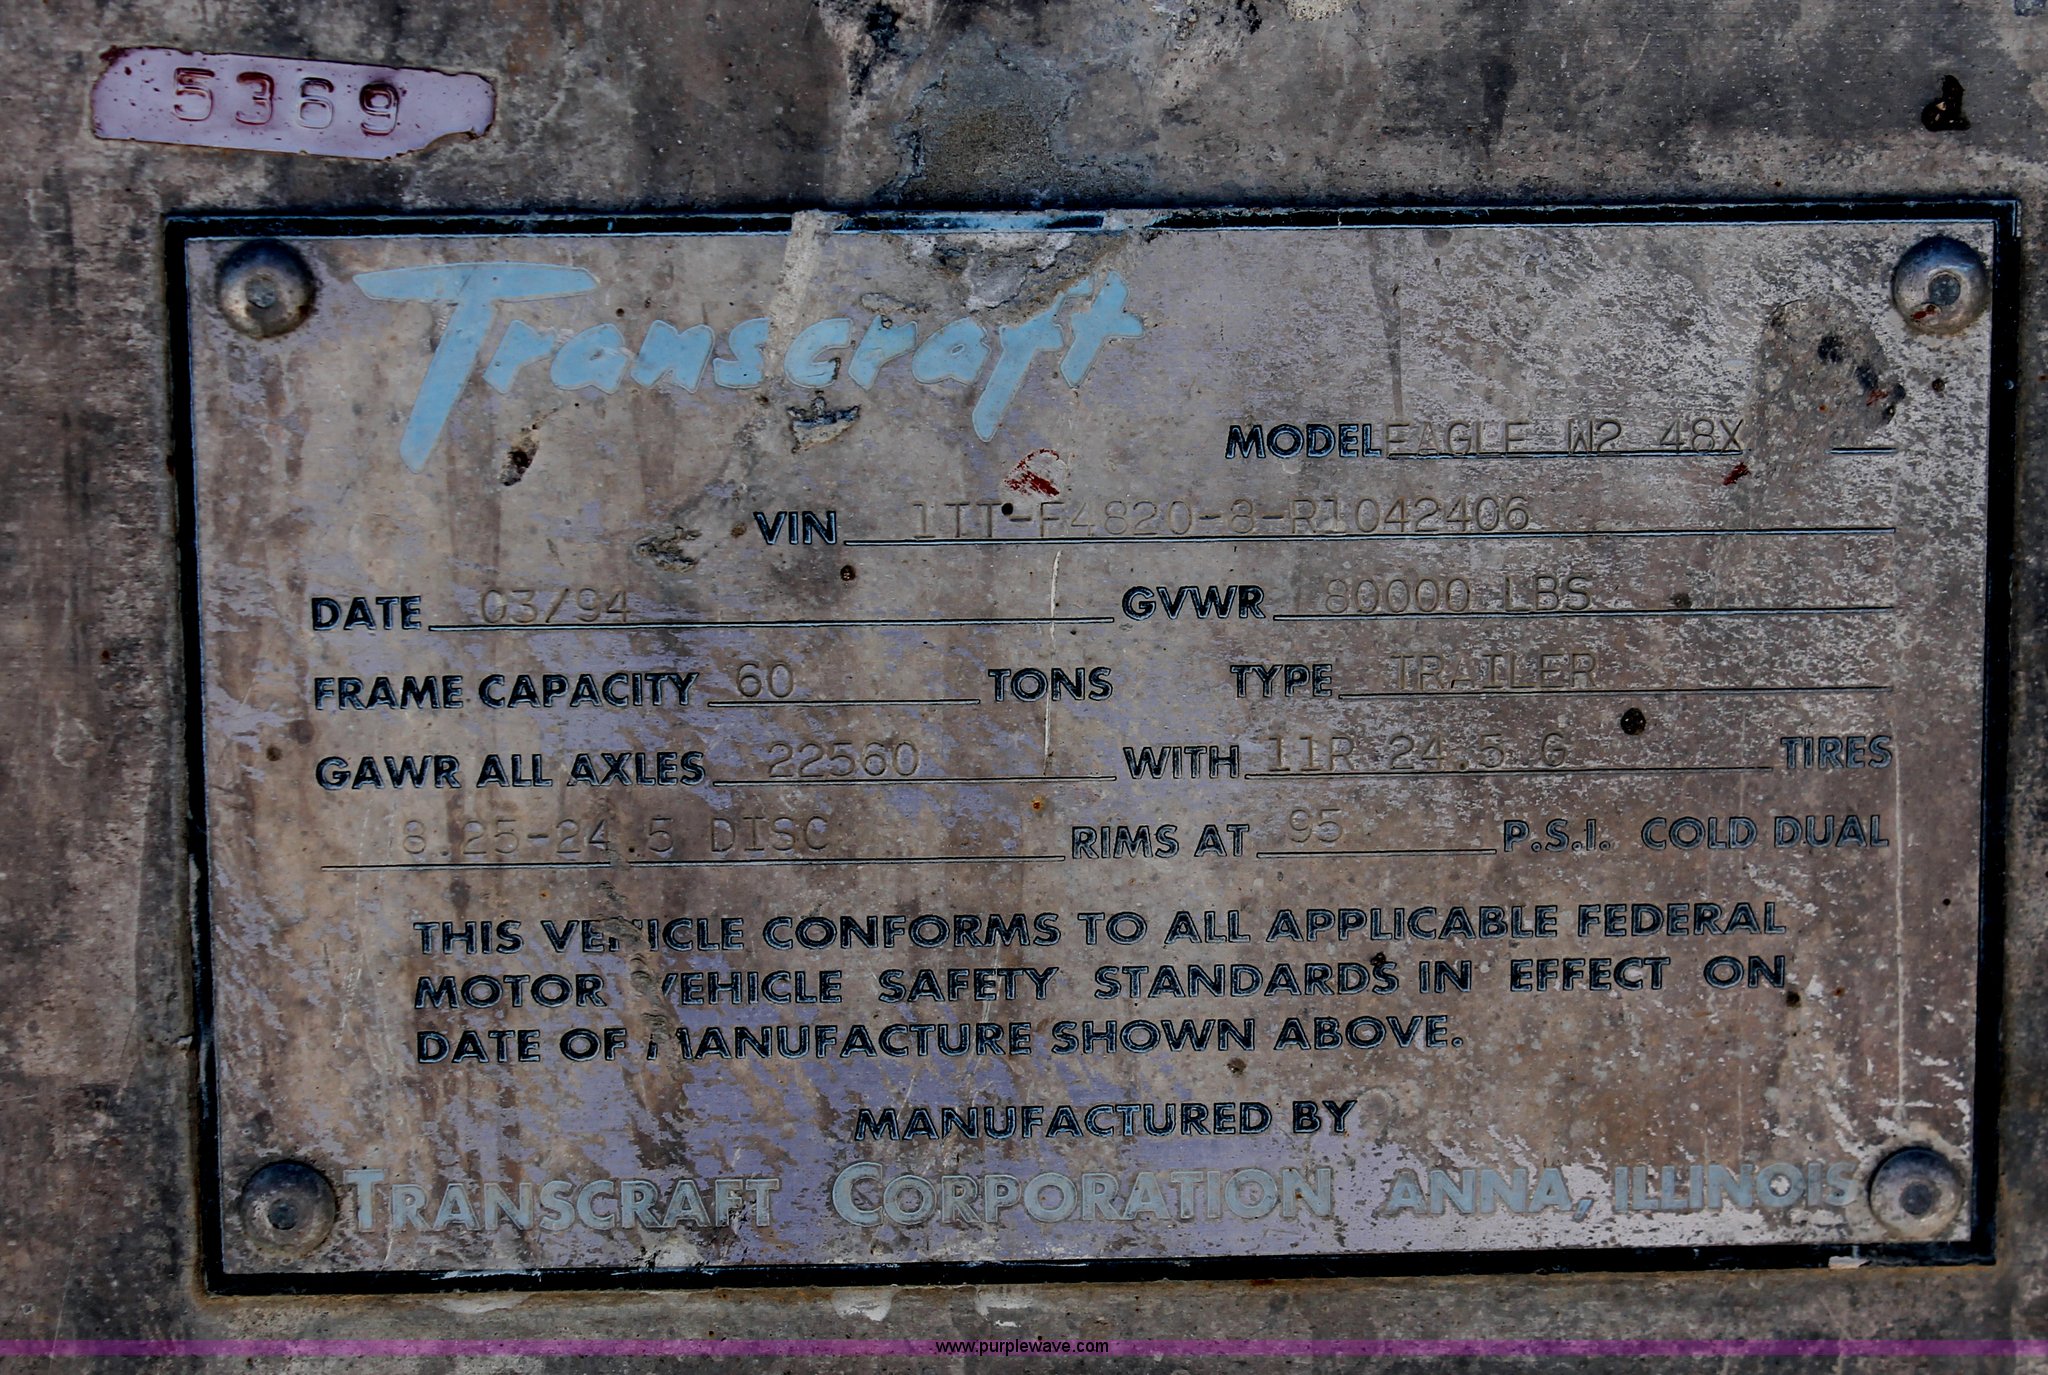 5369
Transcraft
MODEL EAGLE W2 48X
VIN 1TT-F4820-8-R1042406
DATE 03/94 GVWR 80000 LBS
FRAME CAPACITY 60 TONS TYPE TRAILER
GAWR ALL AXLES 22560 WITH 11R 24.5 G TIRES
8.25-24.5 DISC RIMS AT 95 P.S.I. COLD DUAL
THIS VEHICLE CONFORMS TO ALL APPLICABLE FEDERAL
MOTOR VEHICLE SAFETY STANDARDS IN EFFECT ON
DATE OF MANUFACTURE SHOWN ABOVE.
MANUFACTURED BY
TRANSCRAFT CORPORATION ANNA, ILLINOIS
www.purplewave.com